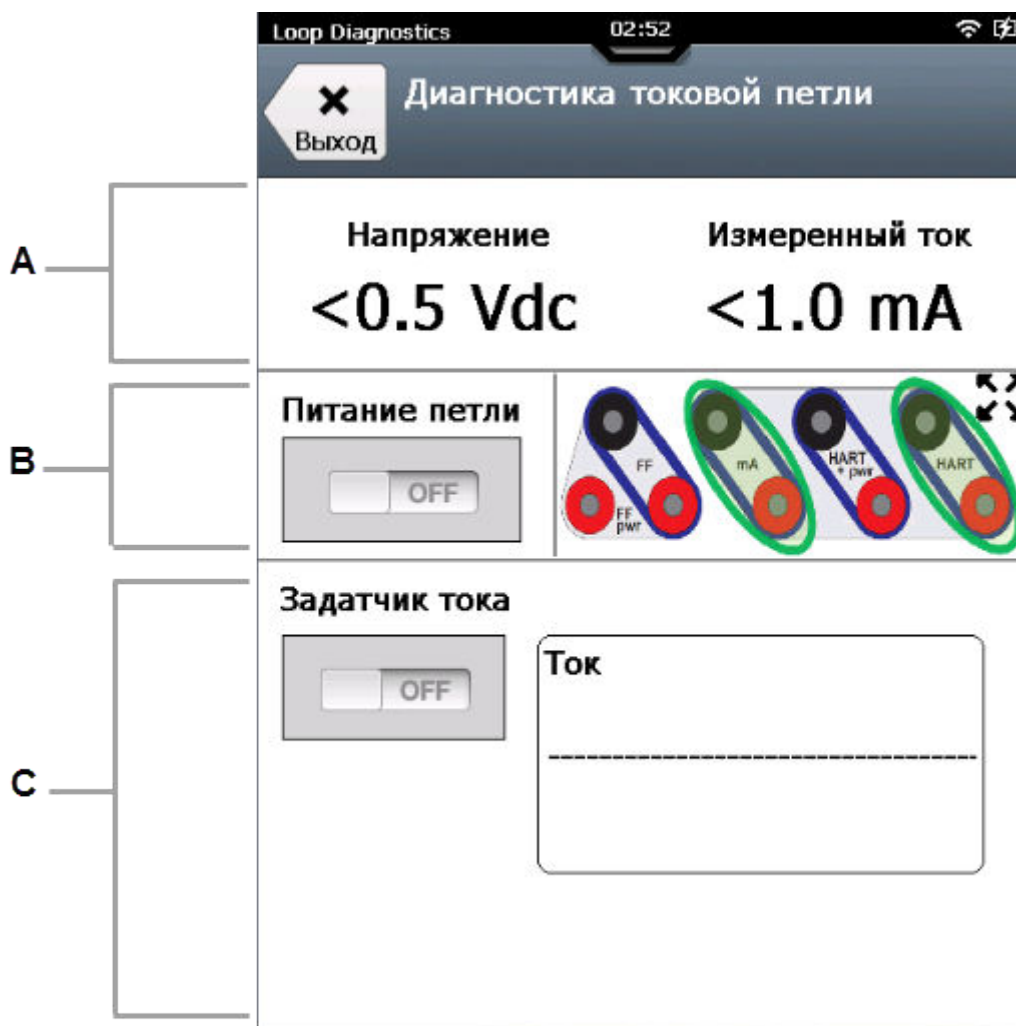 Loop Diagnostics 02:52
Выход
Диагностика токовой петли
A
Напряжение Измеренный ток
<0.5 Vdc <1.0 mA
B
Питание петли
OFF
FF
FF pwr
mA
HART + pwr
HART
C
Задатчик тока
OFF
Ток